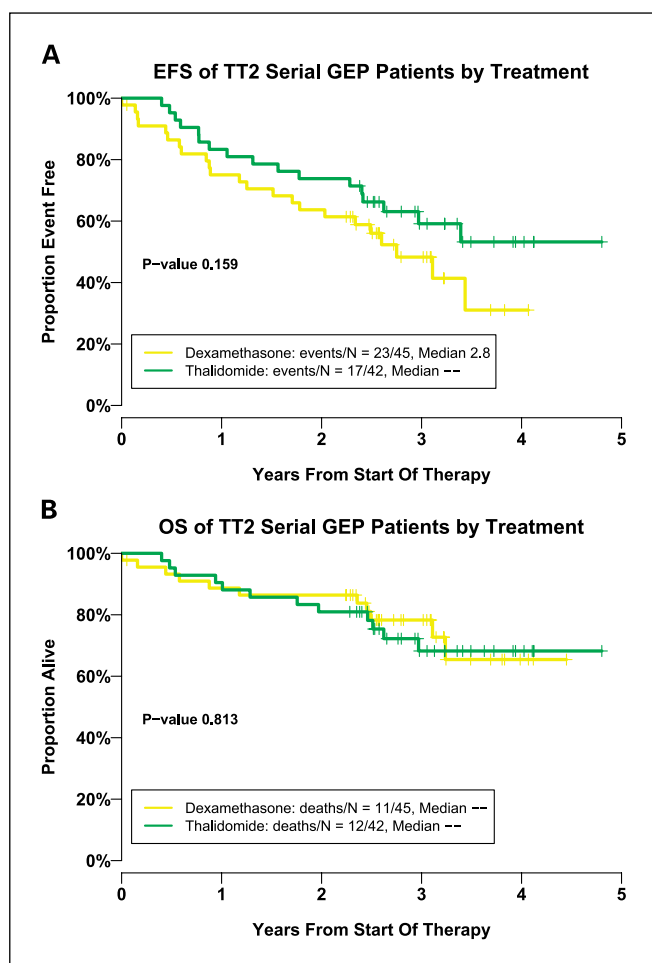 A
EFS of TT2 Serial GEP Patients by Treatment
Proportion Event Free
100%
80%
60%
40%
20%
0%
P-value 0.159
Dexamethasone: events/N = 23/45, Median 2.8
Thalidomide: events/N = 17/42, Median --
0 1 2 3 4 5
Years From Start Of Therapy
B
OS of TT2 Serial GEP Patients by Treatment
Proportion Alive
100%
80%
60%
40%
20%
0%
P-value 0.813
Dexamethasone: deaths/N = 11/45, Median --
Thalidomide: deaths/N = 12/42, Median --
0 1 2 3 4 5
Years From Start Of Therapy